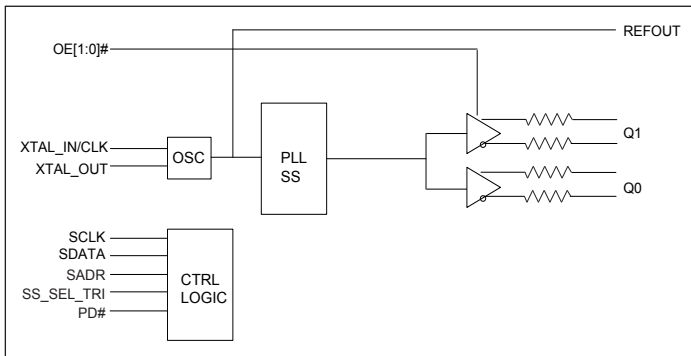 REFOUT
OE[1:0]#
XTAL_IN/CLK
XTAL_OUT
OSC
PLL
SS
Q1
Q0
SCLK
SDATA
SADR
SS_SEL_TRI
PD#
CTRL
LOGIC